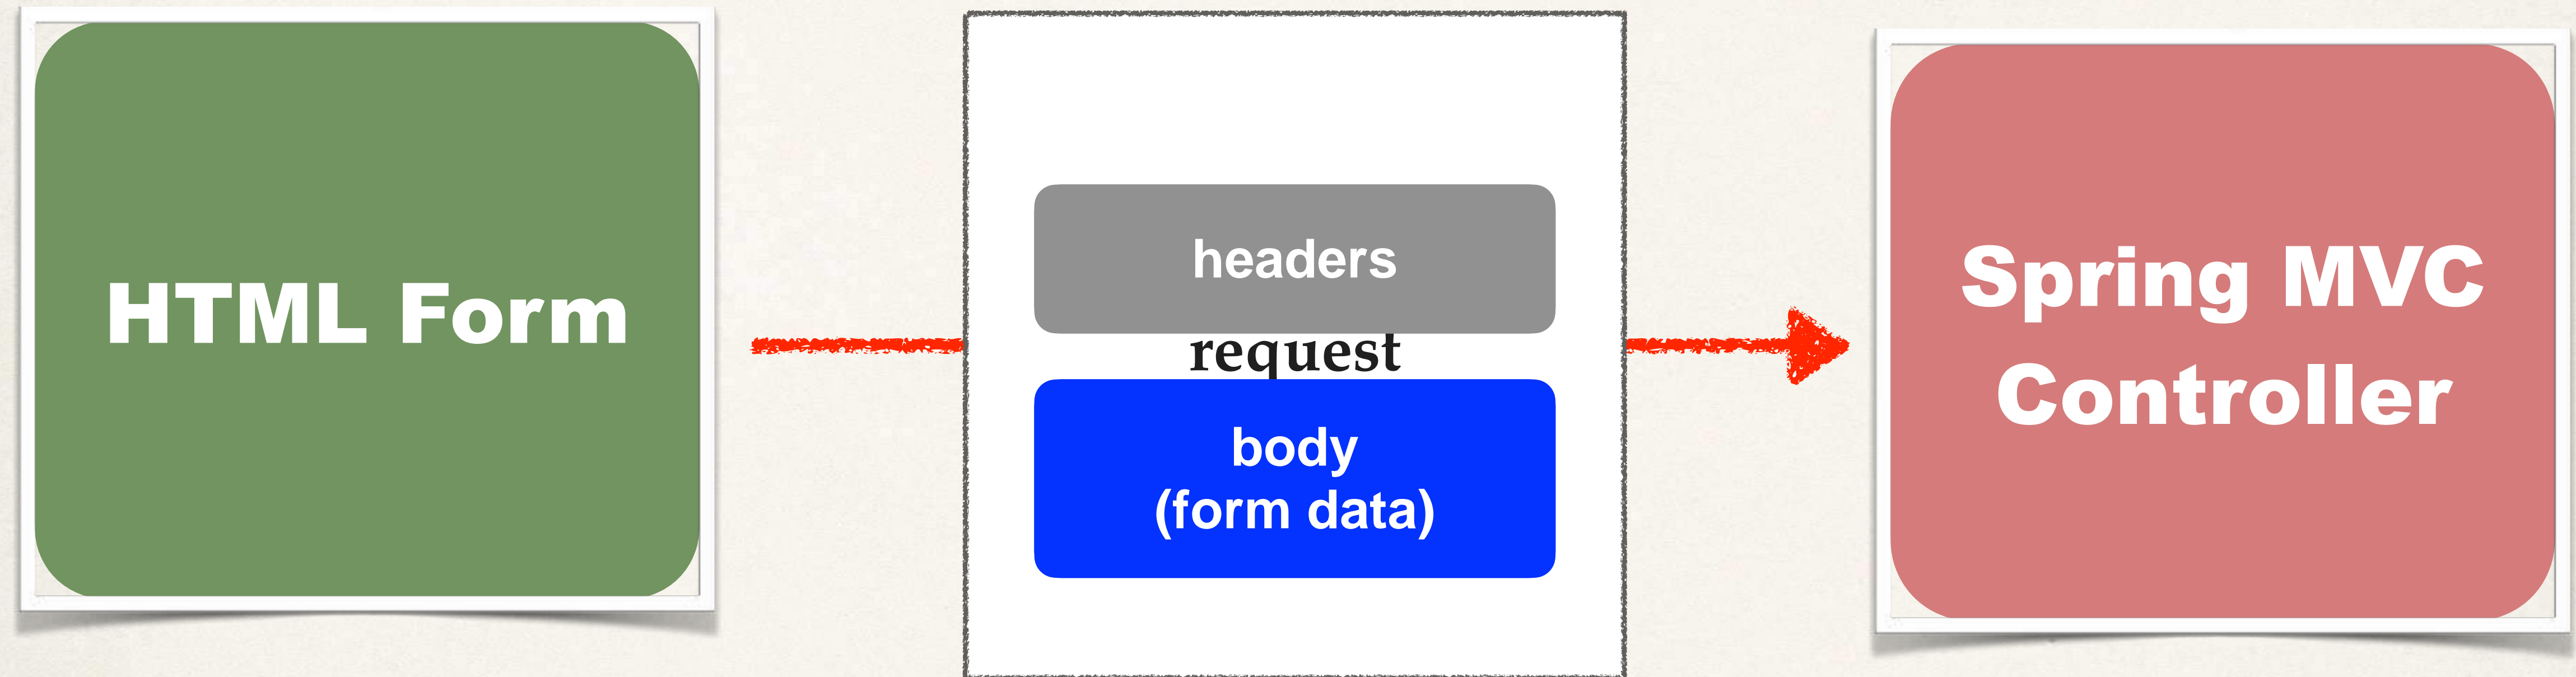 HTML Form
headers
request
body
(form data)
Spring MVC
Controller